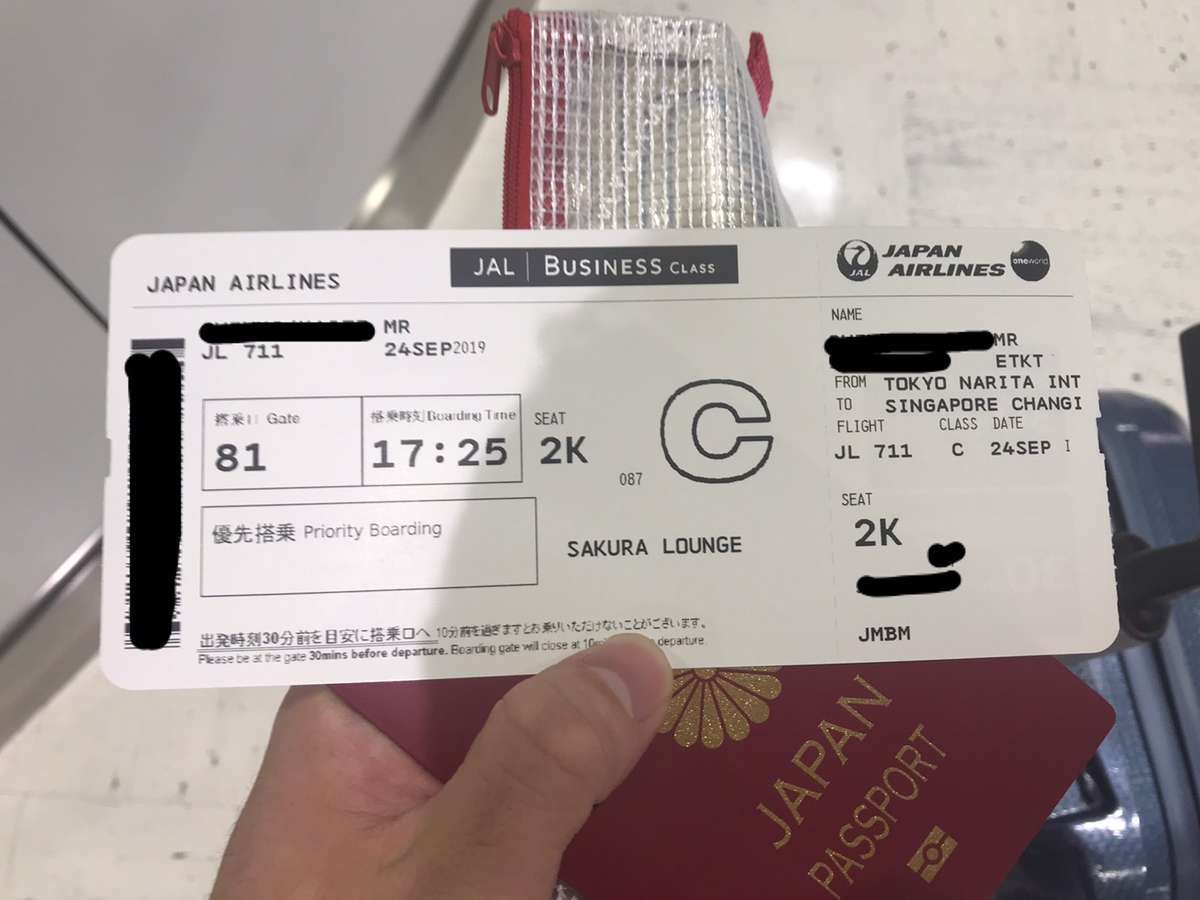 JAPAN AIRLINES
JAL | BUSINESS CLASS
MR
JL 711
24SEP2019
搭乗口 Gate
81
搭乗時刻 Boarding Time
17:25
SEAT
2K
087
C
優先搭乗 Priority Boarding
SAKURA LOUNGE
出発時刻30分前を目安に搭乗口へ 10分前を過ぎますとお乗りいただけないことがございます。
Please be at the gate 30mins before departure. Boarding gate will close at departure.
JAL
JAPAN
AIRLINES
oneworld
NAME
MR
ETKT
FROM TOKYO NARITA INT
TO SINGAPORE CHANGI
FLIGHT CLASS DATE
JL 711 C 24SEP I
SEAT
2K
JMBM
JAPAN
PASSPORT